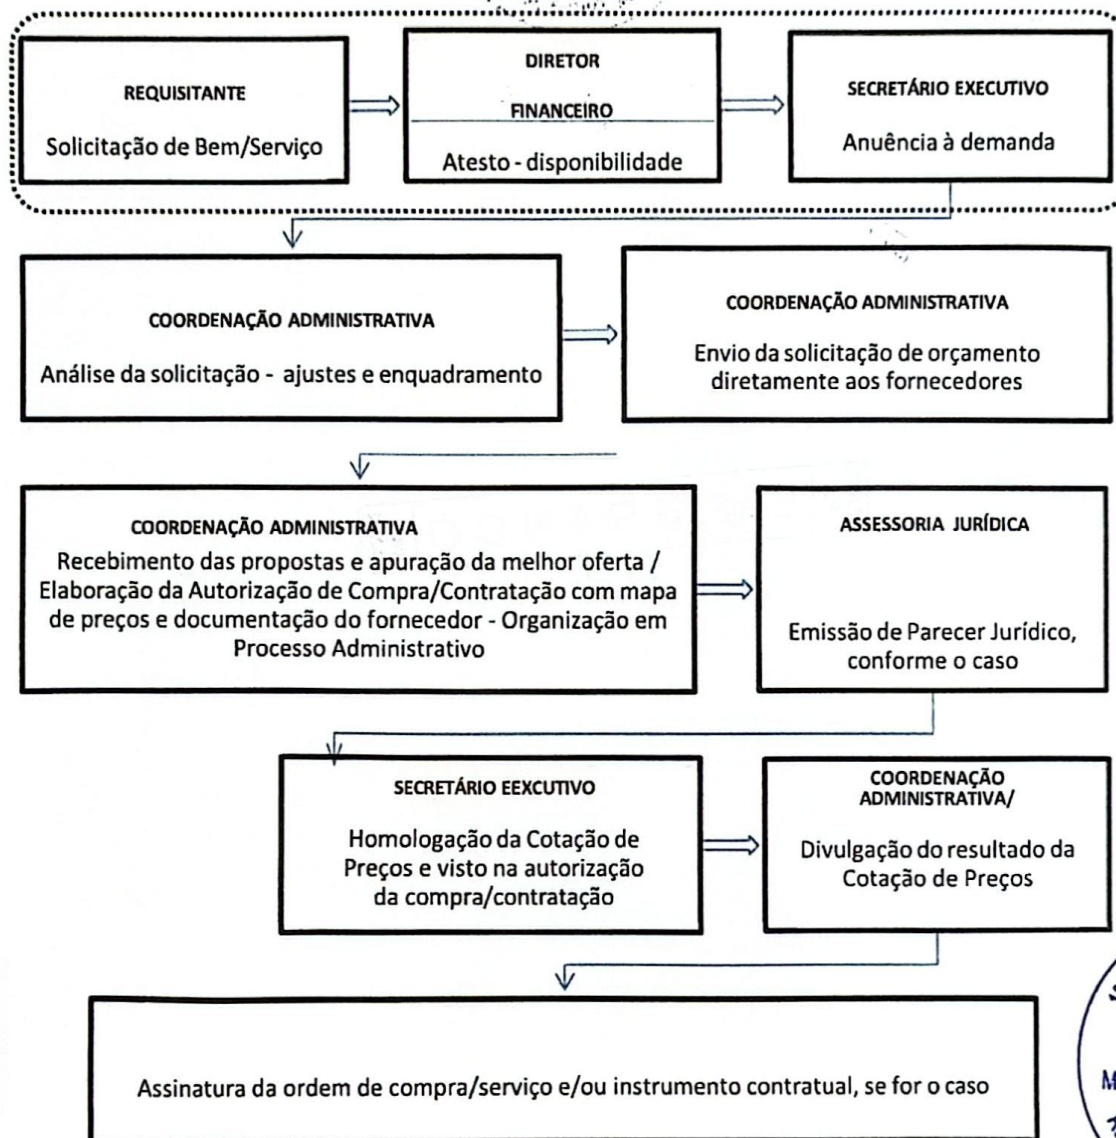 REQUISITANTE
Solicitação de Bem/Serviço
DIRETOR
FINANCEIRO
Atesto - disponibilidade
SECRETÁRIO EXECUTIVO
Anuência à demanda
COORDENAÇÃO ADMINISTRATIVA
Análise da solicitação - ajustes e enquadramento
COORDENAÇÃO ADMINISTRATIVA
Envio da solicitação de orçamento
diretamente aos fornecedores
COORDENAÇÃO ADMINISTRATIVA
Recebimento das propostas e apuração da melhor oferta /
Elaboração da Autorização de Compra/Contratação com mapa
de preços e documentação do fornecedor - Organização em
Processo Administrativo
ASSESSORIA JURÍDICA
Emissão de Parecer Jurídico,
conforme o caso
SECRETÁRIO EEXCUTIVO
Homologação da Cotação de
Preços e visto na autorização
da compra/contratação
COORDENAÇÃO
ADMINISTRATIVA/
Divulgação do resultado da
Cotação de Preços
Assinatura da ordem de compra/serviço e/ou instrumento contratual, se for o caso